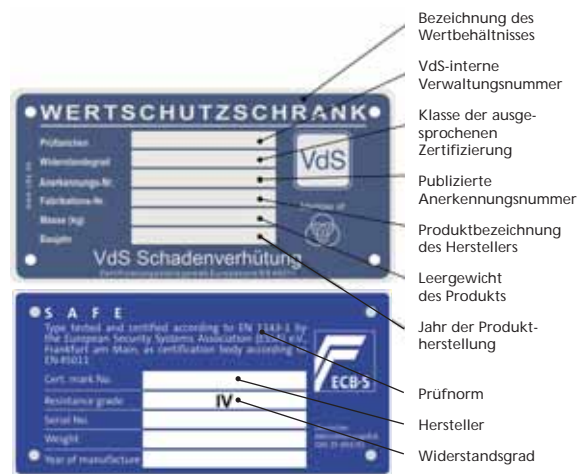 Bezeichnung des
Wertbehältnisses
VdS-interne
Verwaltungsnummer
Klasse der ausge-
sprochenen
Zertifizierung
Publizierte
Anerkennungsnummer
Produktbezeichnung
des Herstellers
Leergewicht
des Produkts
Jahr der Produkt-
herstellung
Prüfnorm
Hersteller
Widerstandsgrad
WERTSCHUTZSCHRANK
Prüfzeichen
Widerstandsgrad
Anerkennungs-Nr.
Fabrikations-Nr.
Masse (kg)
Baujahr
VdS
Member of
VdS Schadenverhütung
SAFE
Type tested and certified according to EN 1143-1 by
the European Security Systems Association (ESSA) e.V.,
Frankfurt am Main, as certification body according to
EN 45011
Cert. mark No.
Resistance grade IV
Serial No.
Weight
Year of manufacture
ECB·S